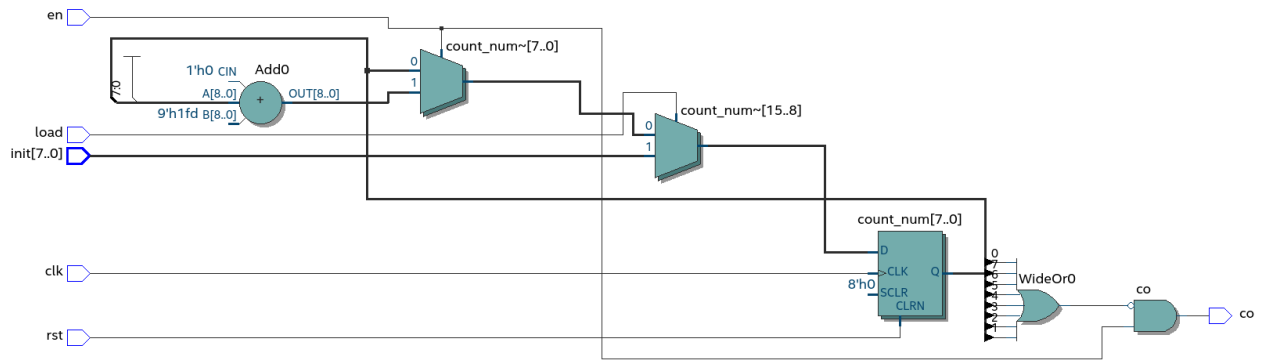 en
count_num~[7..0]
0
1
1'h0 CIN
Add0
7:0
A[8..0]
+
OUT[8..0]
9'h1fd B[8..0]
count_num~[15..8]
load
0
1
init[7..0]
count_num[7..0]
D
clk
CLK
Q
8'h0
SCLR
CLRN
0
7
6
5
4
3
2
1
WideOr0
co
co
rst